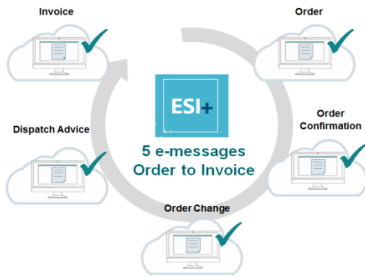 Invoice
Order
ESI+
Dispatch Advice
Order
Confirmation
5 e-messages
Order to Invoice
Order Change